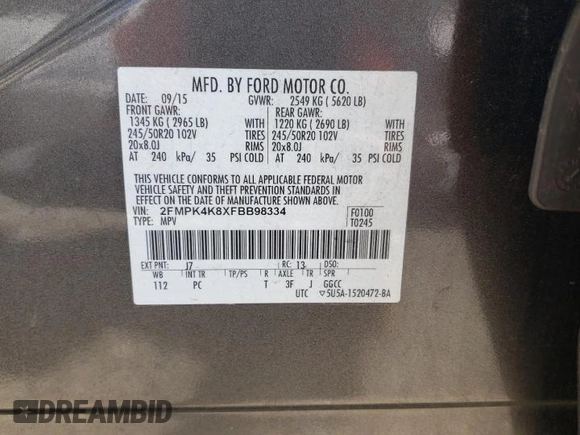 MFD. BY FORD MOTOR CO.
DATE: 09/15 GVWR: 2549 KG ( 5620 LB)
FRONT GAWR: REAR GAWR:
1345 KG ( 2965 LB) WITH 1220 KG ( 2690 LB) WITH
245/50R20 102V TIRES 245/50R20 102V TIRES
20x8.0J RIMS 20x8.0J RIMS
AT 240 kPa/ 35 PSI COLD AT 240 kPa/ 35 PSI COLD
THIS VEHICLE CONFORMS TO ALL APPLICABLE FEDERAL MOTOR
VEHICLE SAFETY AND THEFT PREVENTION STANDARDS IN
EFFECT ON THE DATE OF MANUFACTURE SHOWN ABOVE.
VIN: 2FMPK4K8XFBB98334 F0100
TYPE: MPV T0245
EXT PNT: J7 RC: 13 DSO:
WB INT TR TP/PS R AXLE TR SPR
112 PC T 3F J GGCC
UTC ▽5U5A-1520472-BA
DREAMBID